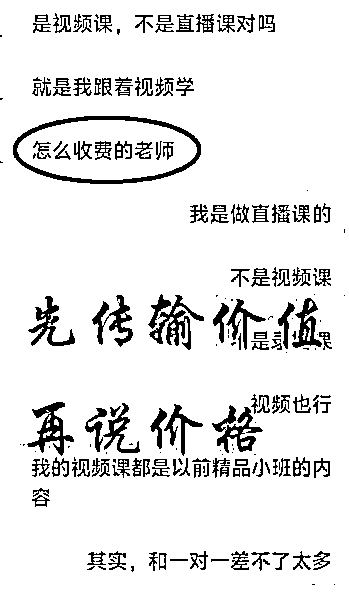 是视频课，不是直播课对吗
就是我跟着视频学
怎么收费的老师
我是做直播课的
不是视频课
先传输价值
是录播课
再说价格
视频也行
我的视频课都是以前精品小班的内
容
其实，和一对一差不了太多